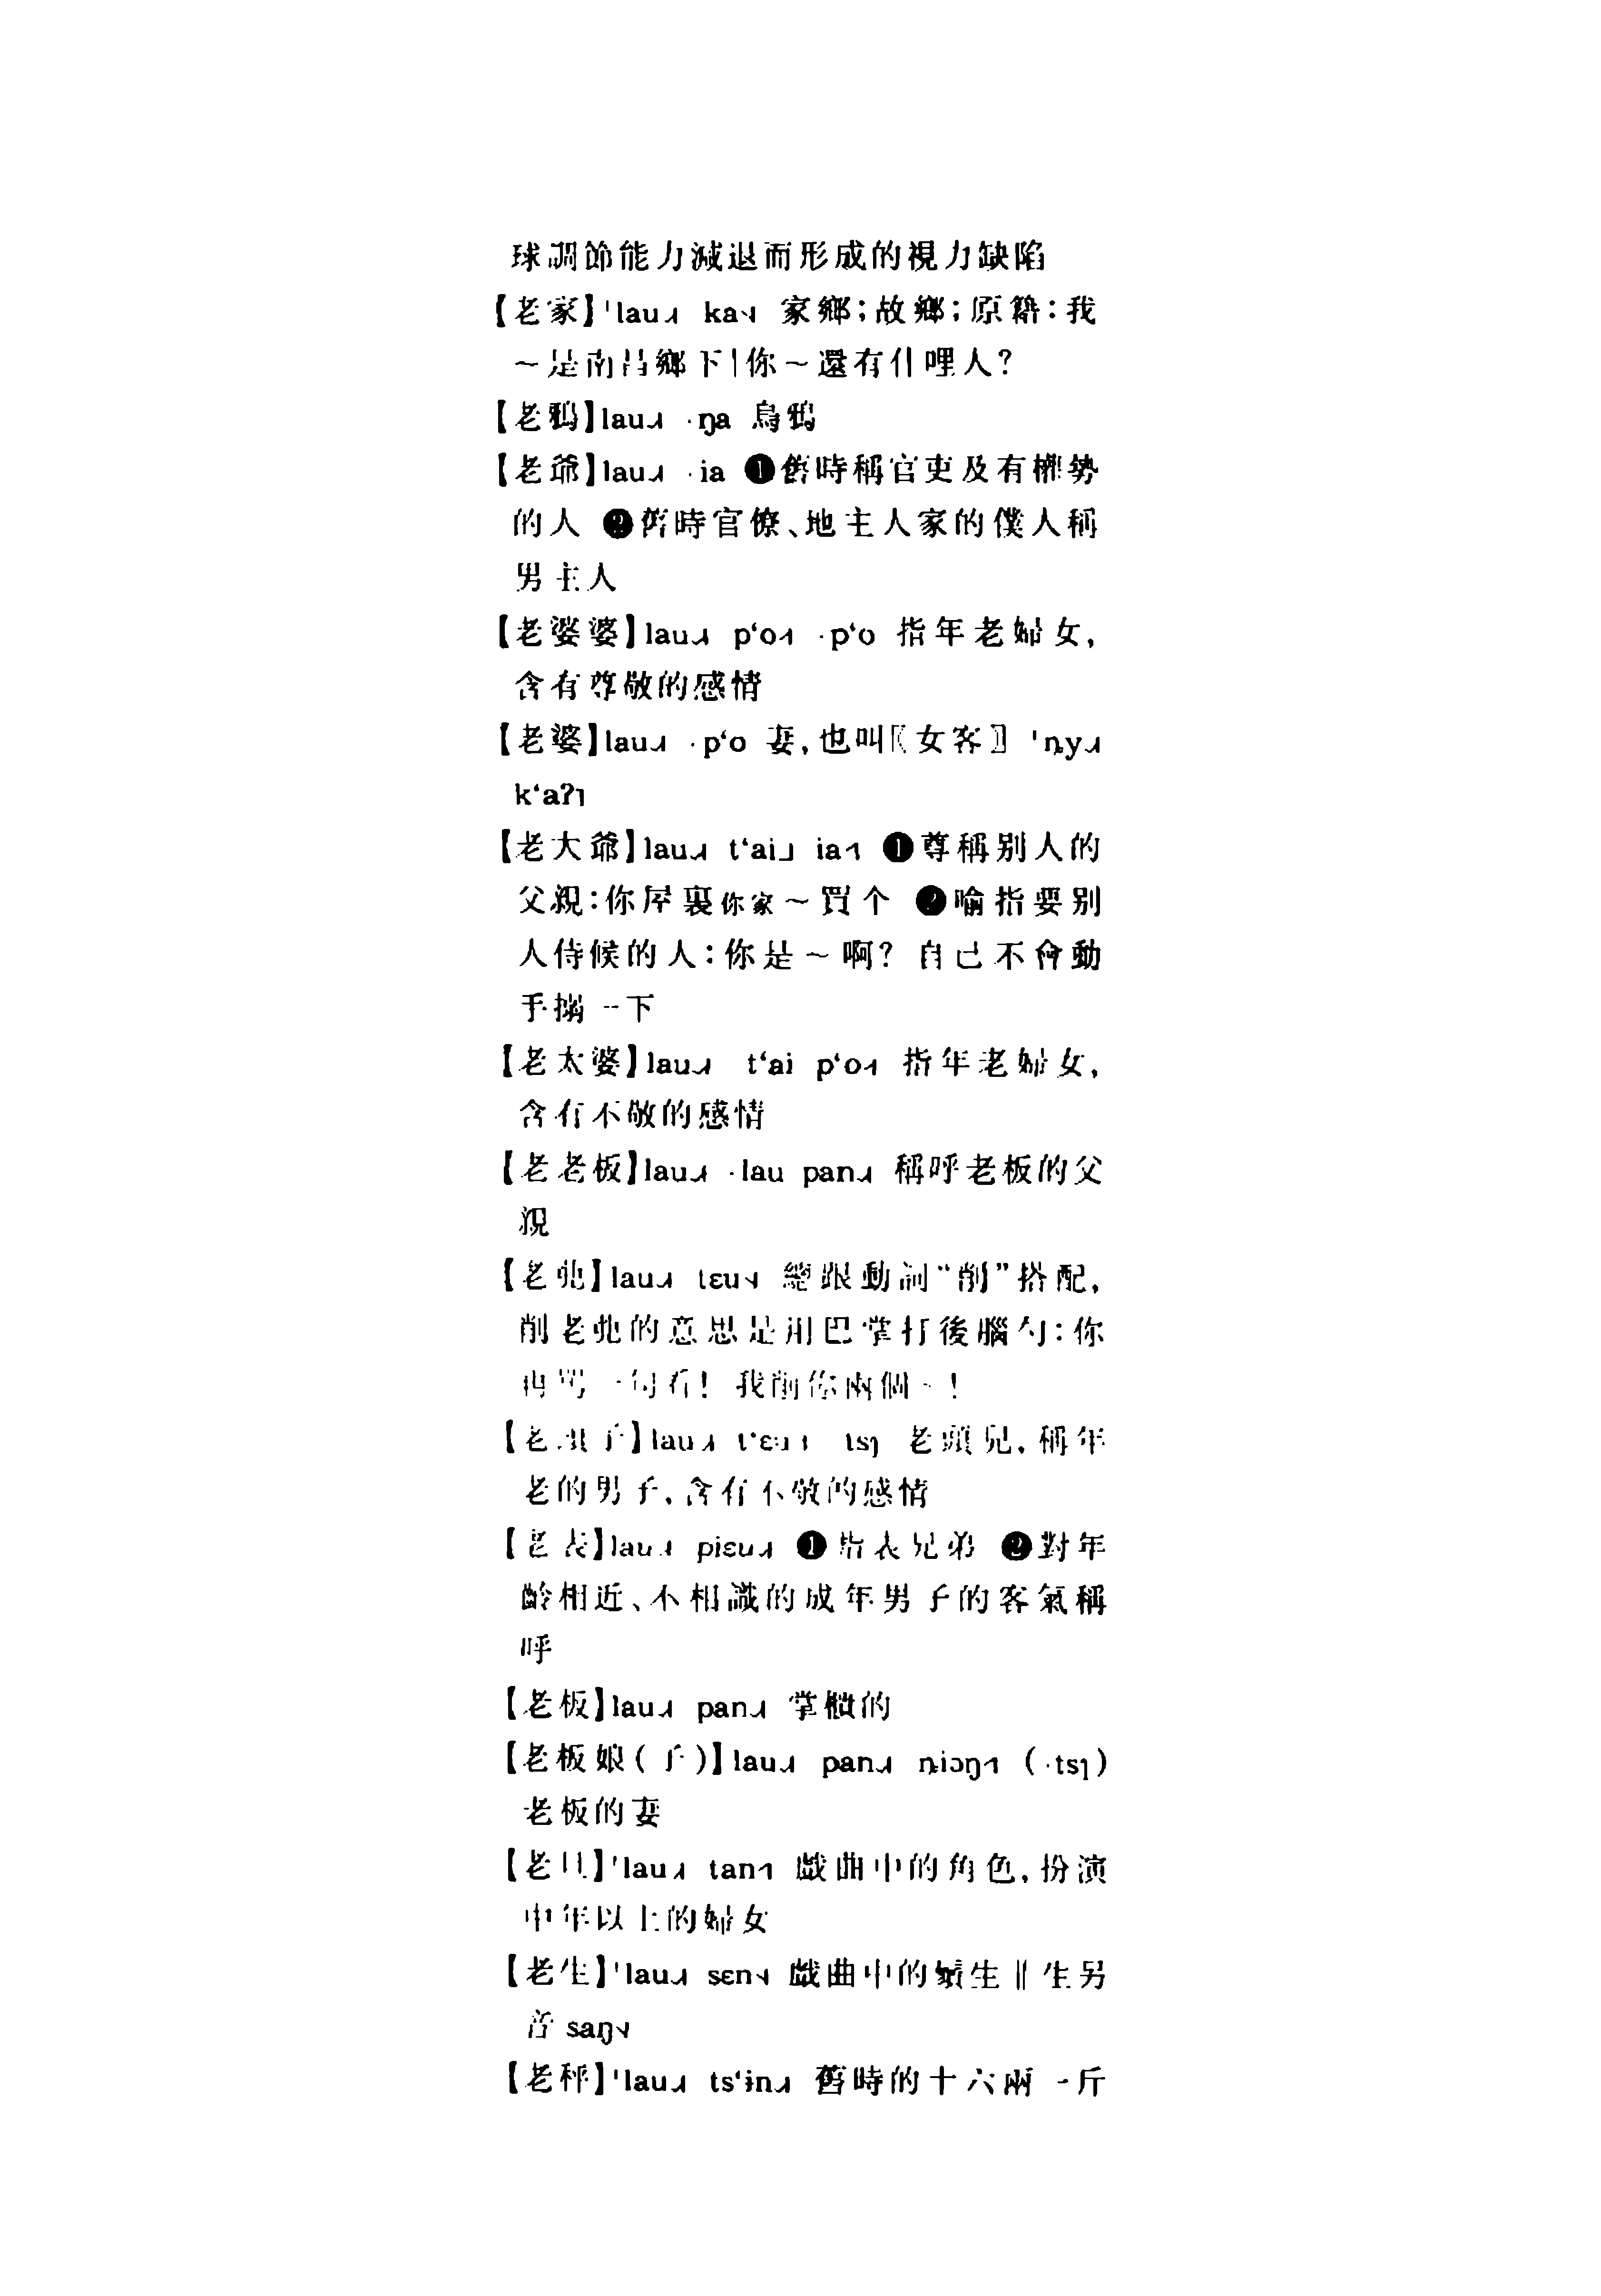 球調節能力減退而形成的視力缺陷
【老家】ˈlau˩˧ ka˦˨ 家鄉；故鄉；原籍：我
～是南昌鄉下|你～還有什哩人？
【老鴉】lau˩˧ ·ŋa 烏鴉
【老爺】lau˩˧ ·ia ❶舊時稱官吏及有權勢
的人 ❷舊時官僚、地主人家的僕人稱
男主人
【老婆婆】lau˩˧ pʻo˨˦ ·pʻo 指年老婦女，
含有尊敬的感情
【老婆】lau˩˧ ·pʻo 妻，也叫〖女客〗 ˈȵy˩˧
kʻaʔ˥
【老大爺】lau˩˧ tʻai˩ ia˨˦ ❶尊稱别人的
父親：你屋裏你家～買个 ❷喻指要别
人侍候的人：你是～啊？ 自己不會動
手搦一下
【老太婆】lau˩˧ tʻai pʻo˨˦ 指年老婦女，
含有不敬的感情
【老老板】lau˩˧ ·lau pan˩˧ 稱呼老板的父
親
【老】lau˩˧ tɛu˦˨ 總跟動詞“削”搭配，
削老的意思是用巴掌打後腦勺：你
再罵一句看！ 我削你兩個～！
【老頭子】lau˩˧ tʻɛu˨˦ tsɿ 老頭兒，稱年
老的男子，含有不敬的感情
【老表】lau˩˧ piɛu˩˧ ❶指表兄弟 ❷對年
齡相近、不相識的成年男子的客氣稱
呼
【老板】lau˩˧ pan˩˧ 掌櫃的
【老板娘（子）】lau˩˧ pan˩˧ ȵiɔŋ˨˦ （·tsɿ）
老板的妻
【老旦】ˈlau˩˧ tan˨˦ 戲曲中的角色，扮演
中年以上的婦女
【老生】ˈlau˩˧ sɛn˦˨ 戲曲中的鬚生‖生另
音 saŋ˦˨
【老秤】ˈlau˩˧ tsʻɨn˩˧ 舊時的十六兩一斤